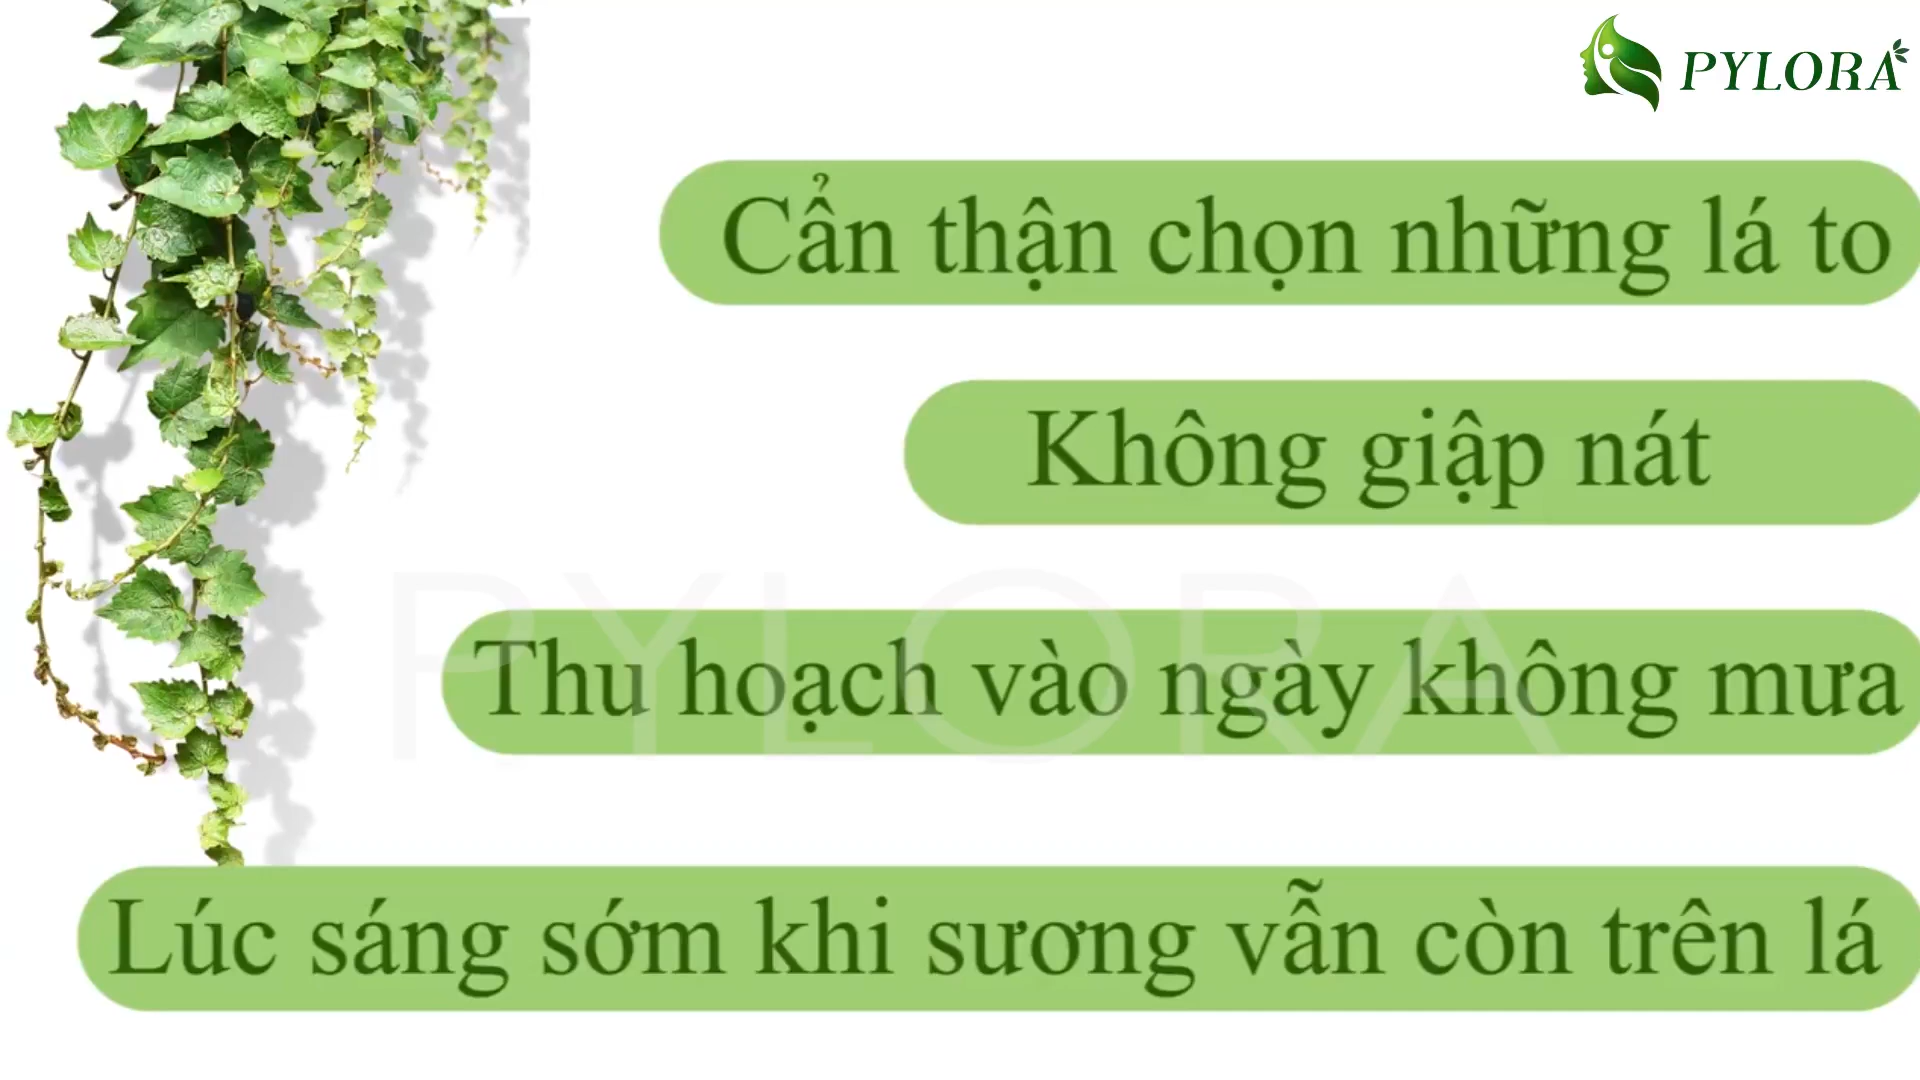 PYLORA
Cẩn thận chọn những lá to
Không giập nát
PYLORA
Thu hoạch vào ngày không mưa
Lúc sáng sớm khi sương vẫn còn trên lá